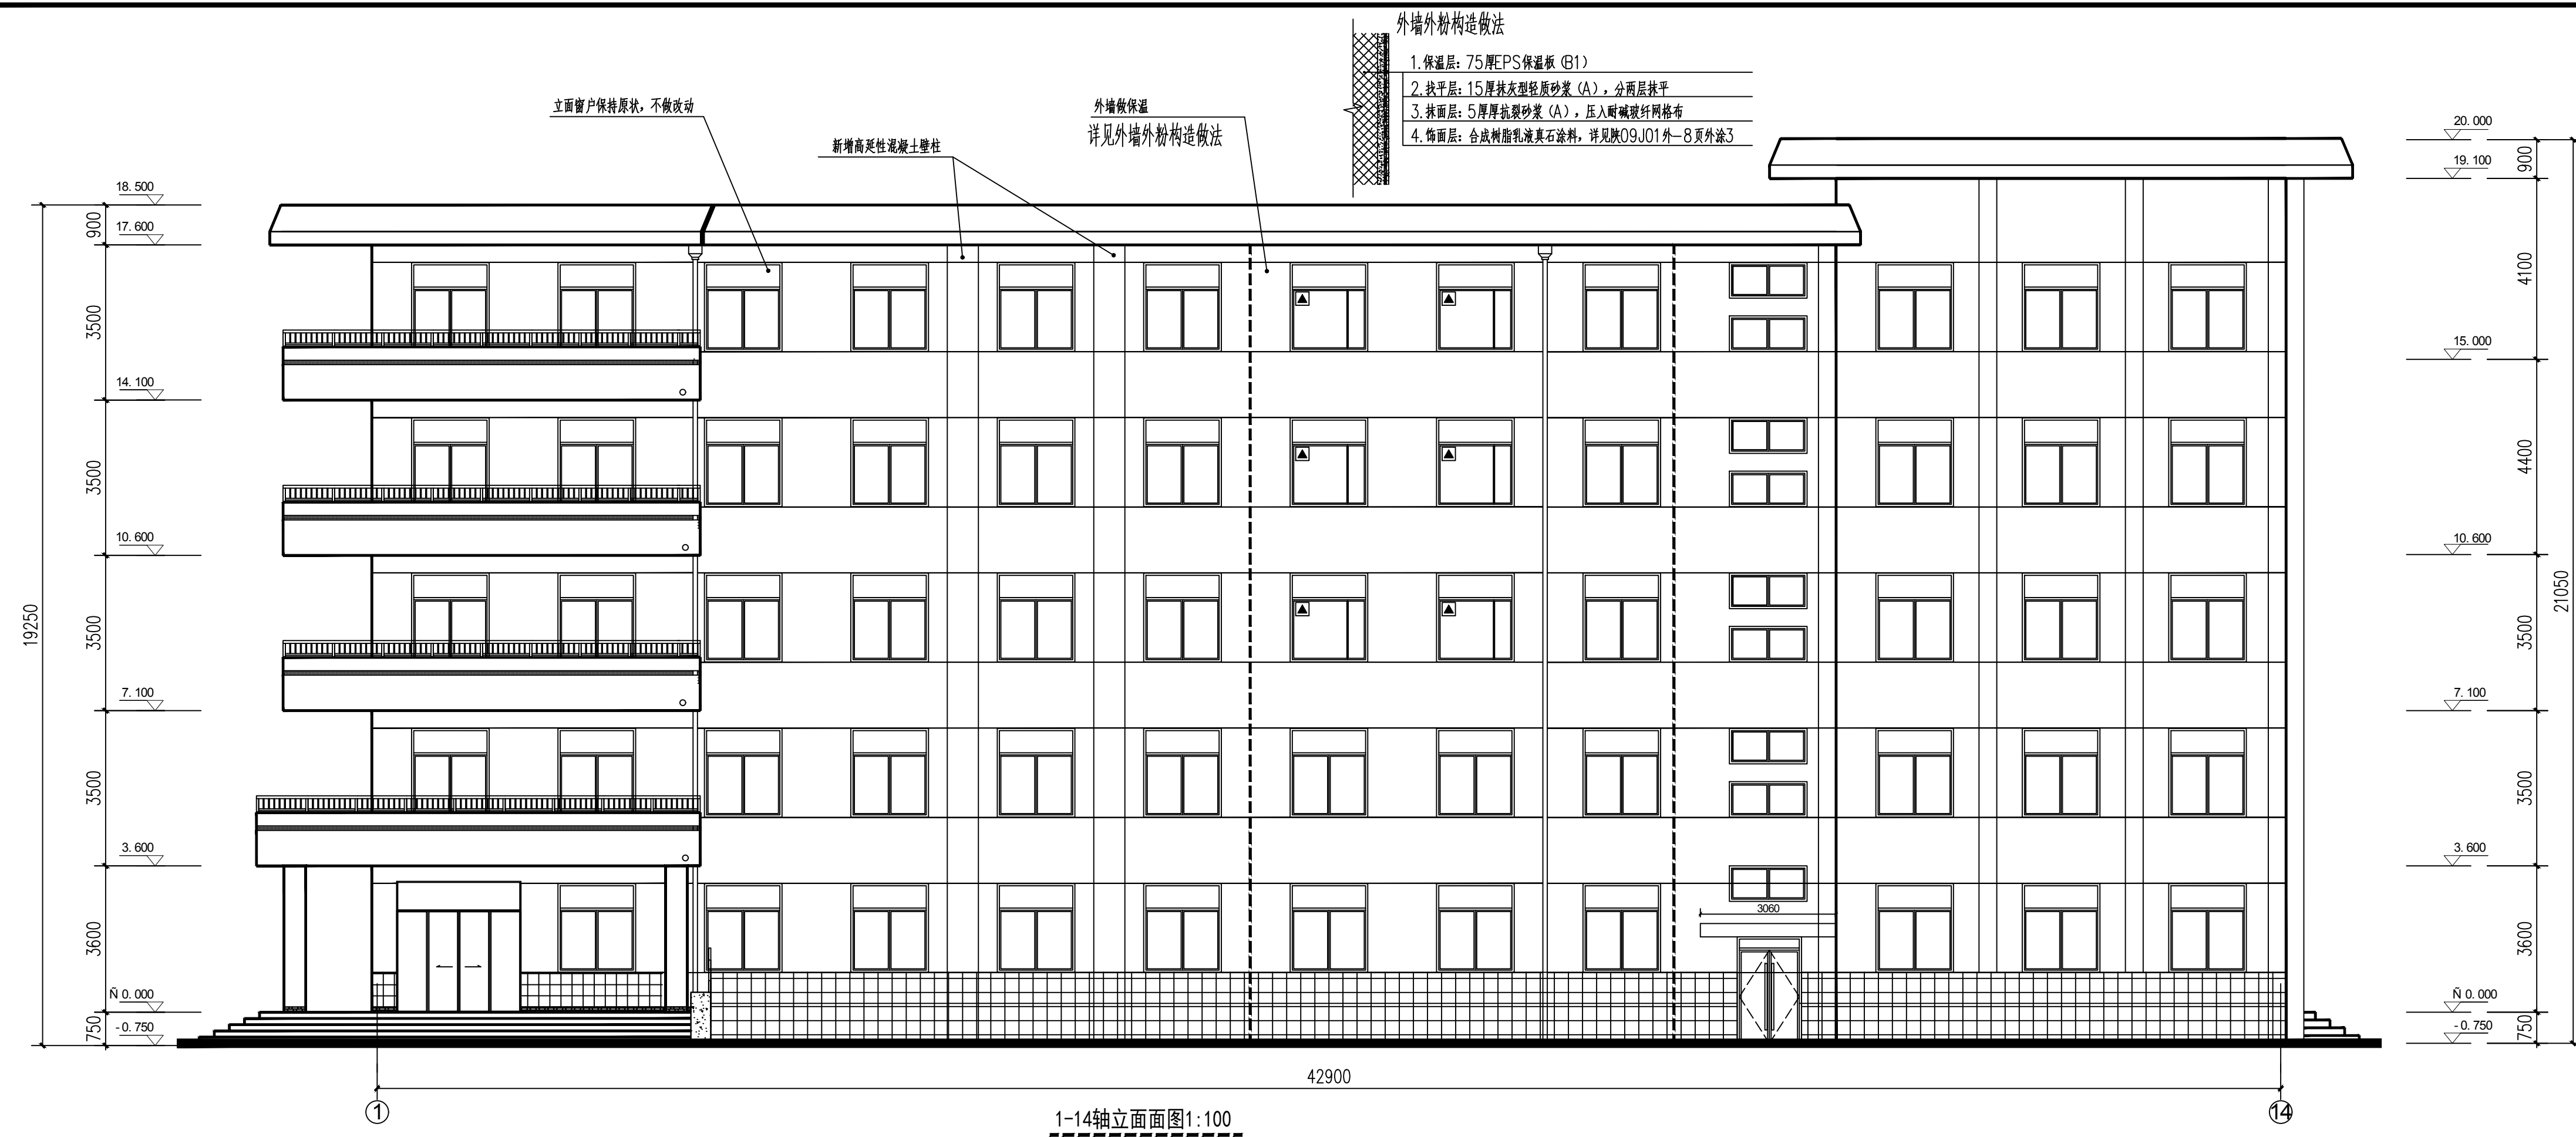 外墙外粉构造做法
1.保温层：75厚EPS保温板（B1）
2.找平层：15厚抹灰型轻质砂浆（A），分两层抹平
3.抹面层：5厚厚抗裂砂浆（A），压入耐碱玻纤网格布
4.饰面层：合成树脂乳液真石涂料，详见陕09J01外-8页外涂3
立面窗户保持原状，不做改动
新增高延性混凝土壁柱
外墙做保温
详见外墙外粉构造做法
18.500
17.600
14.100
10.600
7.100
3.600
Ñ 0.000
-0.750
900
3500
3500
3500
3500
3600
750
19250
20.000
19.100
15.000
10.600
7.100
3.600
Ñ 0.000
-0.750
900
4100
4400
3500
3500
3600
750
21050
3060
42900
1
14
1-14轴立面面图1:100